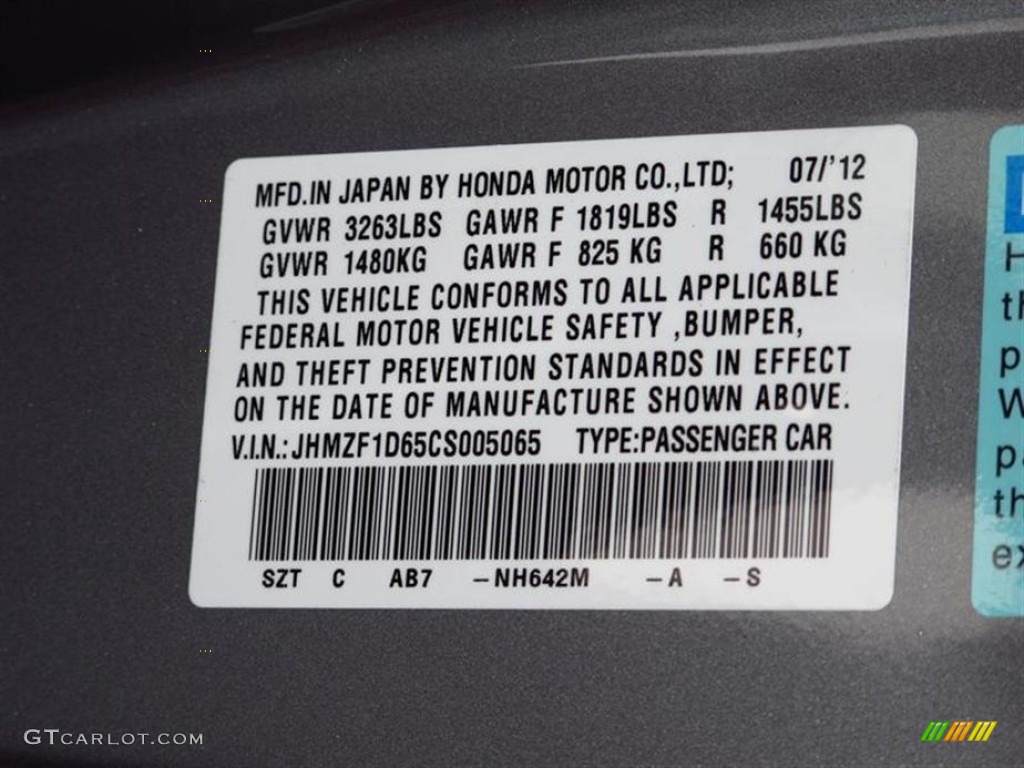 MFD.IN JAPAN BY HONDA MOTOR CO.,LTD; 07/'12
GVWR 3263LBS GAWR F 1819LBS R 1455LBS
GVWR 1480KG GAWR F 825 KG R 660 KG
THIS VEHICLE CONFORMS TO ALL APPLICABLE
FEDERAL MOTOR VEHICLE SAFETY ,BUMPER,
AND THEFT PREVENTION STANDARDS IN EFFECT
ON THE DATE OF MANUFACTURE SHOWN ABOVE.
V.I.N.: JHMZF1D65CS005065 TYPE:PASSENGER CAR
SZT C AB7 -NH642M -A -S
GTCARLOT.COM